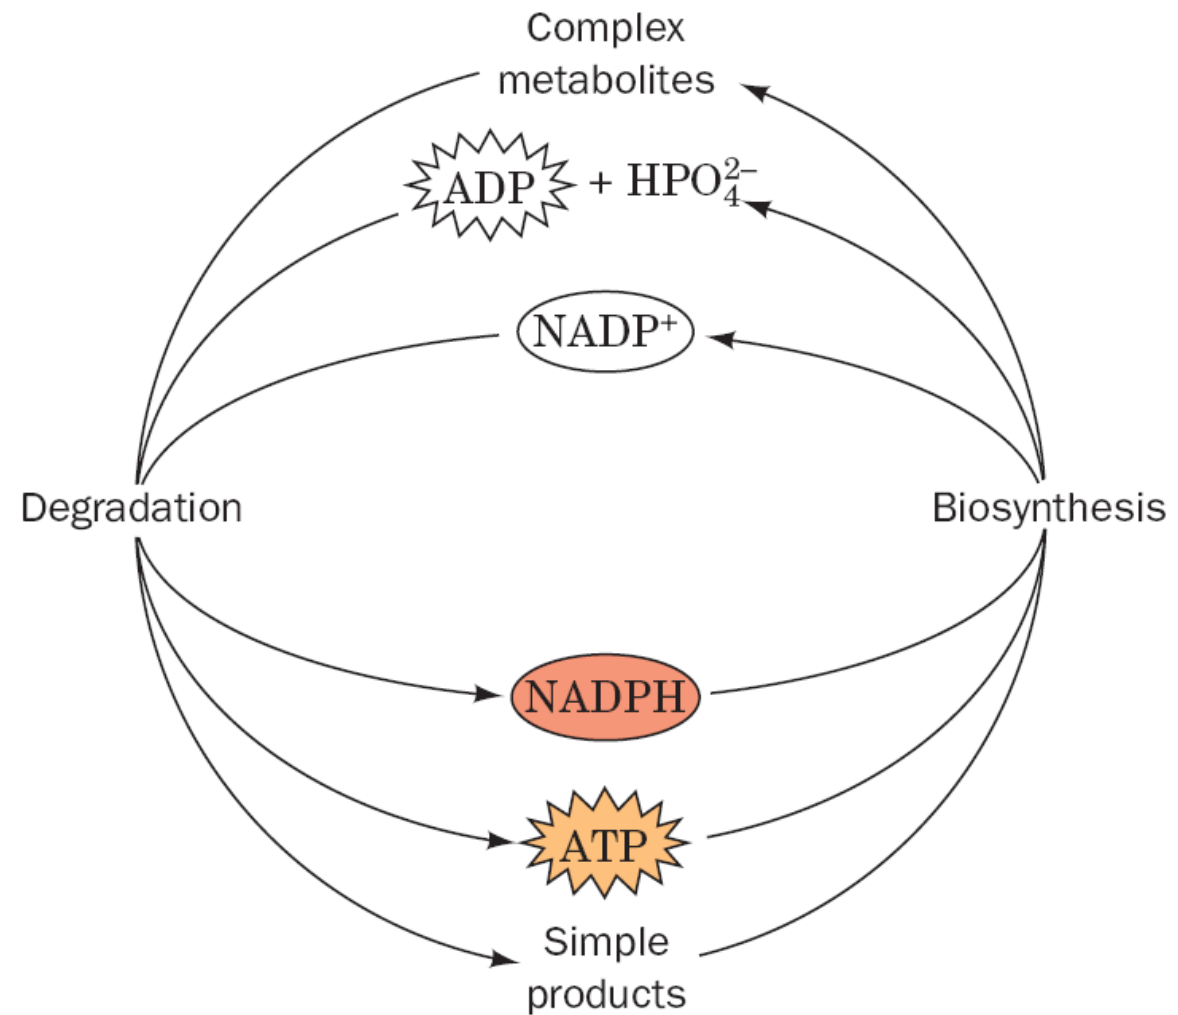 Complex
metabolites
ADP + HPO₄²⁻
NADP⁺
Degradation
Biosynthesis
NADPH
ATP
Simple
products